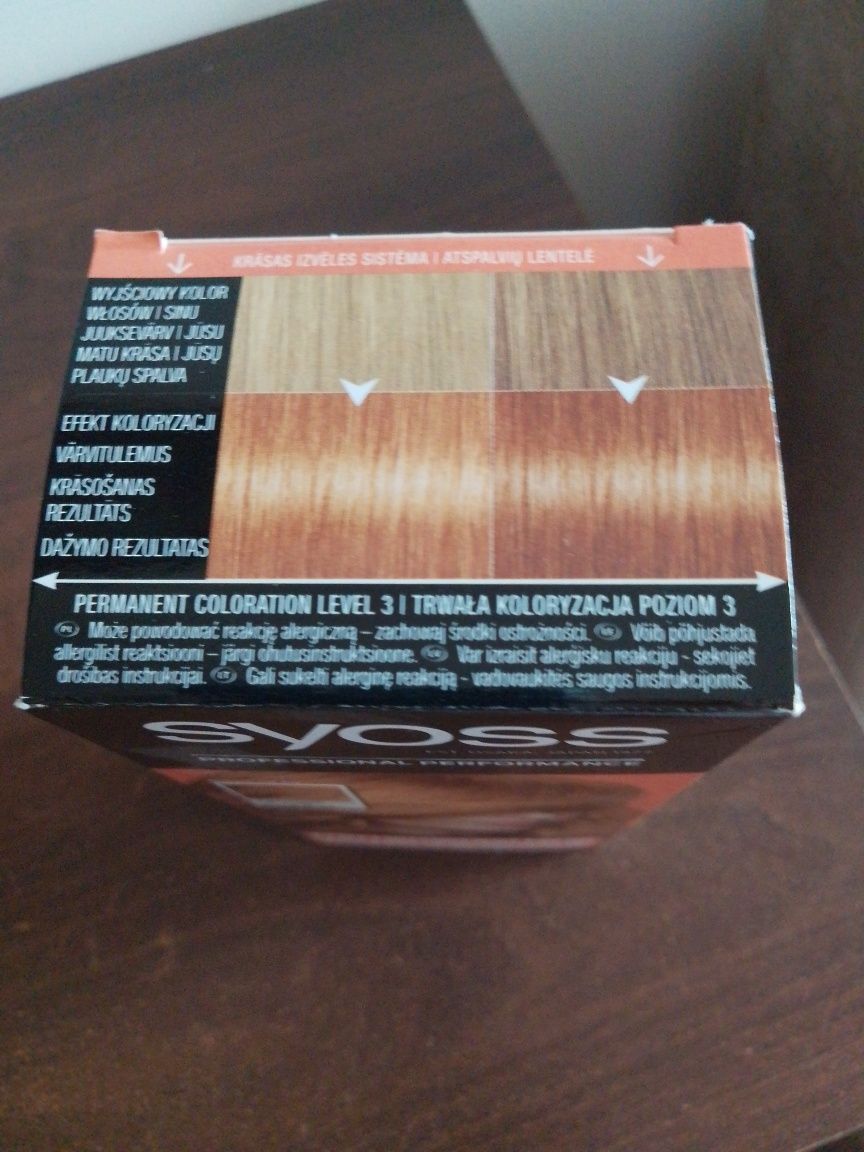 KRĀSAS IZVĒLES SISTĒMA | ATSPALVIŲ LENTELĖ
WYJŚCIOWY KOLOR
WŁOSÓW | SINU
JUUKSEVÄRV | JŪSU
MATU KRĀSA | JŪSŲ
PLAUKŲ SPALVA
EFEKT KOLORYZACJI
VÄRVITULEMUS
KRĀSOŠANAS
REZULTĀTS
DAŽYMO REZULTATAS
PERMANENT COLORATION LEVEL 3 | TRWAŁA KOLORYZACJA POZIOM 3
PL Może powodować reakcję alergiczną – zachowaj środki ostrożności. Võib põhjustada
allergilist reaktsiooni – järgi ohutusinstruktsioone. Var izraisīt alerģisku reakciju - sekojiet
drošības instrukcijai. LT Gali sukelti alerginę reakciją - vadovaukitės saugos instrukcijomis.
syoss
PROFESSIONAL PERFORMANCE